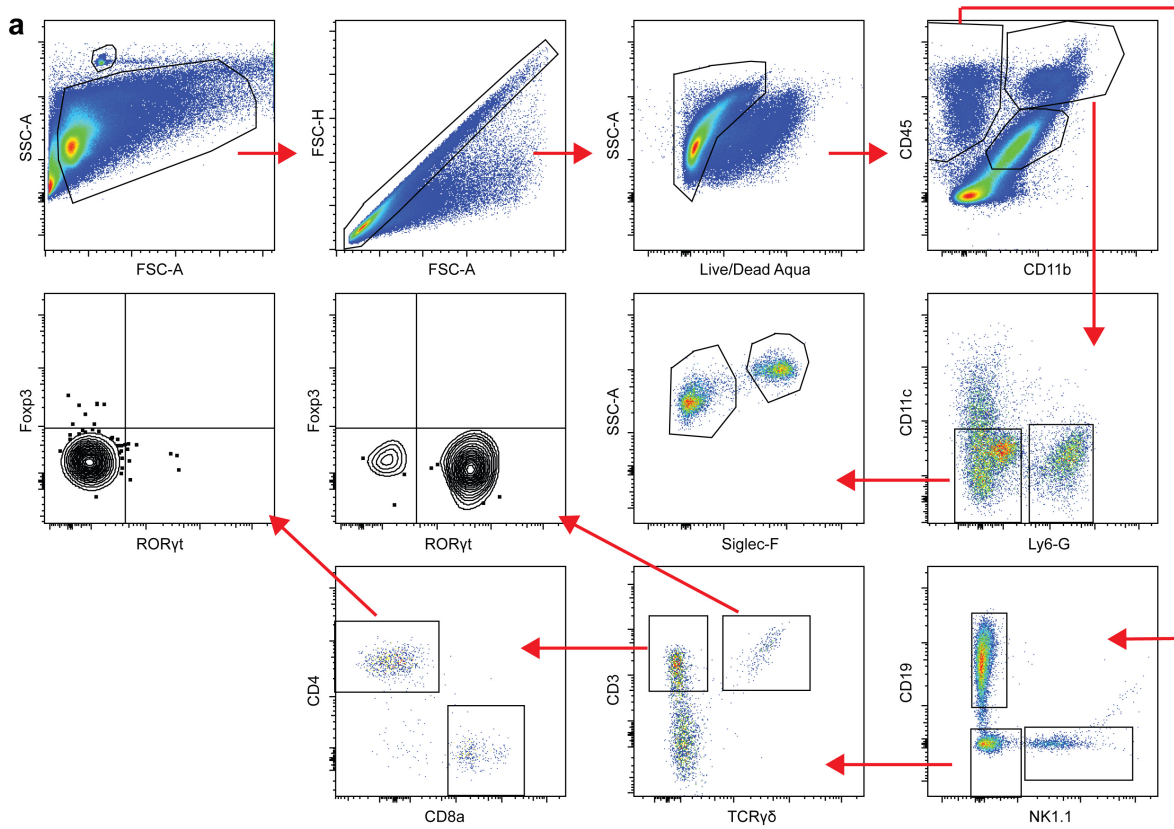 a
SSC-A
FSC-A
FSC-H
FSC-A
SSC-A
Live/Dead Aqua
CD45
CD11b
Foxp3
RORγt
Foxp3
RORγt
SSC-A
Siglec-F
CD11c
Ly6-G
CD4
CD8a
CD3
TCRγδ
CD19
NK1.1